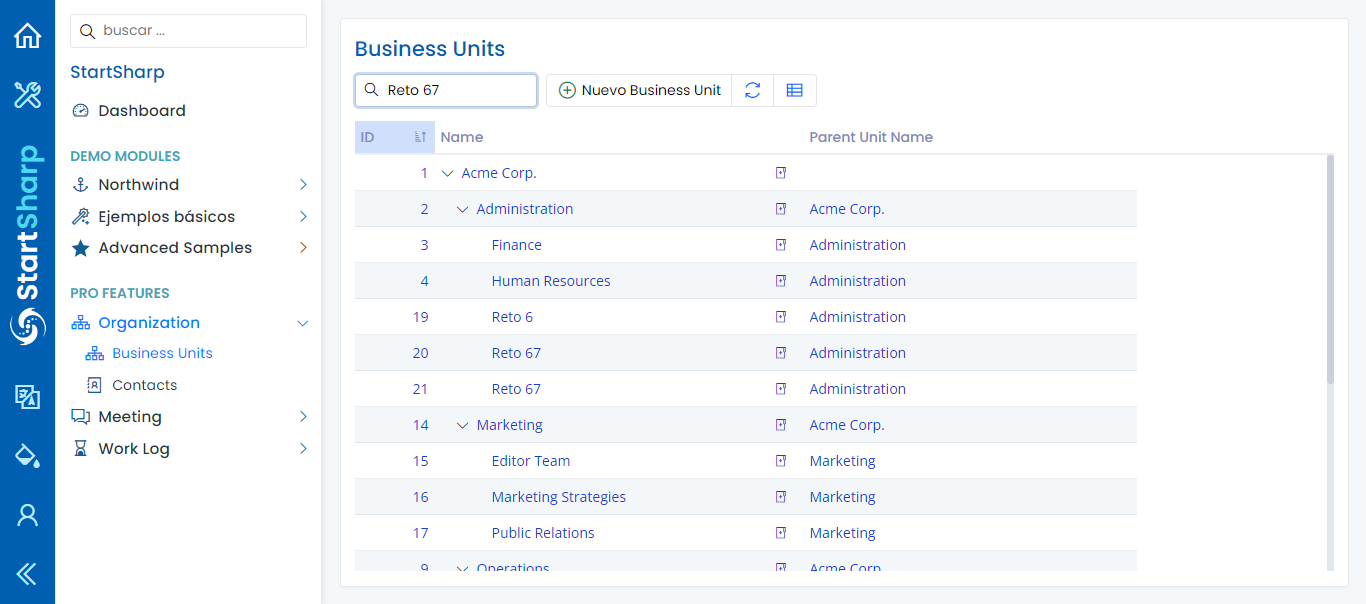 buscar ...
StartSharp
Dashboard
DEMO MODULES
Northwind
Ejemplos básicos
Advanced Samples
PRO FEATURES
Organization
Business Units
Contacts
Meeting
Work Log
StartSharp
Business Units
Reto 67
Nuevo Business Unit
ID Name Parent Unit Name
1 Acme Corp.
2 Administration Acme Corp.
3 Finance Administration
4 Human Resources Administration
19 Reto 6 Administration
20 Reto 67 Administration
21 Reto 67 Administration
14 Marketing Acme Corp.
15 Editor Team Marketing
16 Marketing Strategies Marketing
17 Public Relations Marketing
9 Operations Acme Corp.